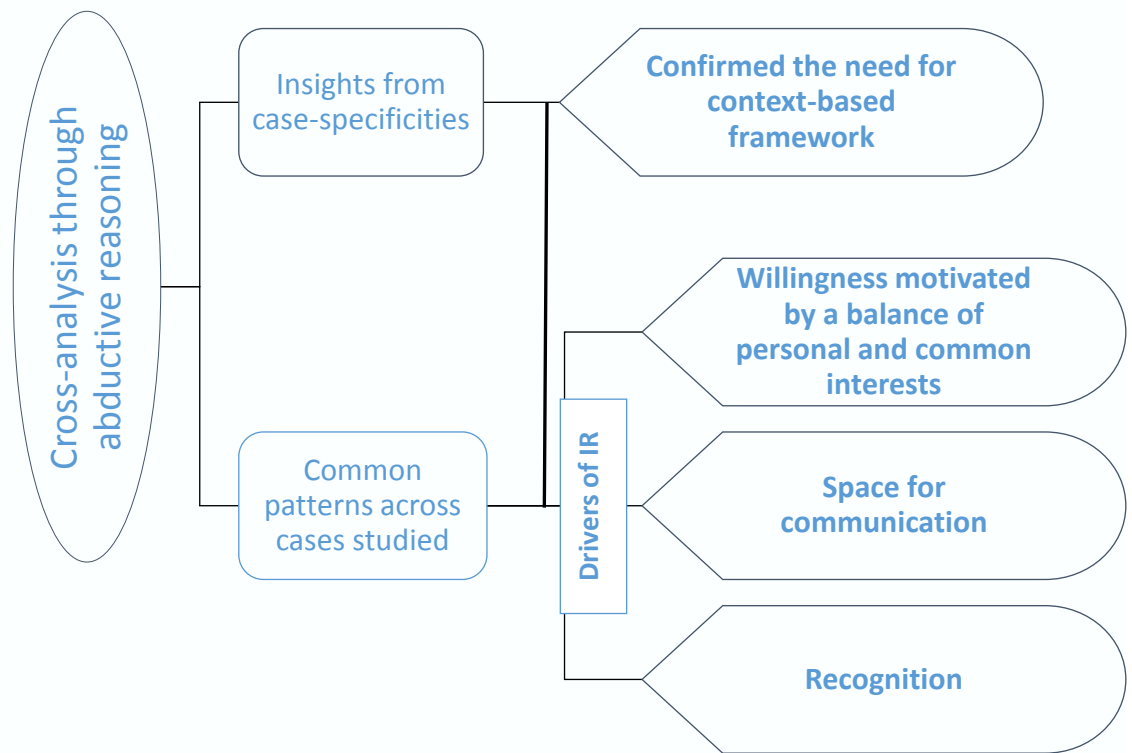 Cross-analysis through
abductive reasoning
Insights from
case-specificities
Confirmed the need for
context-based
framework
Common
patterns across
cases studied
Drivers of IR
Willingness motivated
by a balance of
personal and common
interests
Space for
communication
Recognition